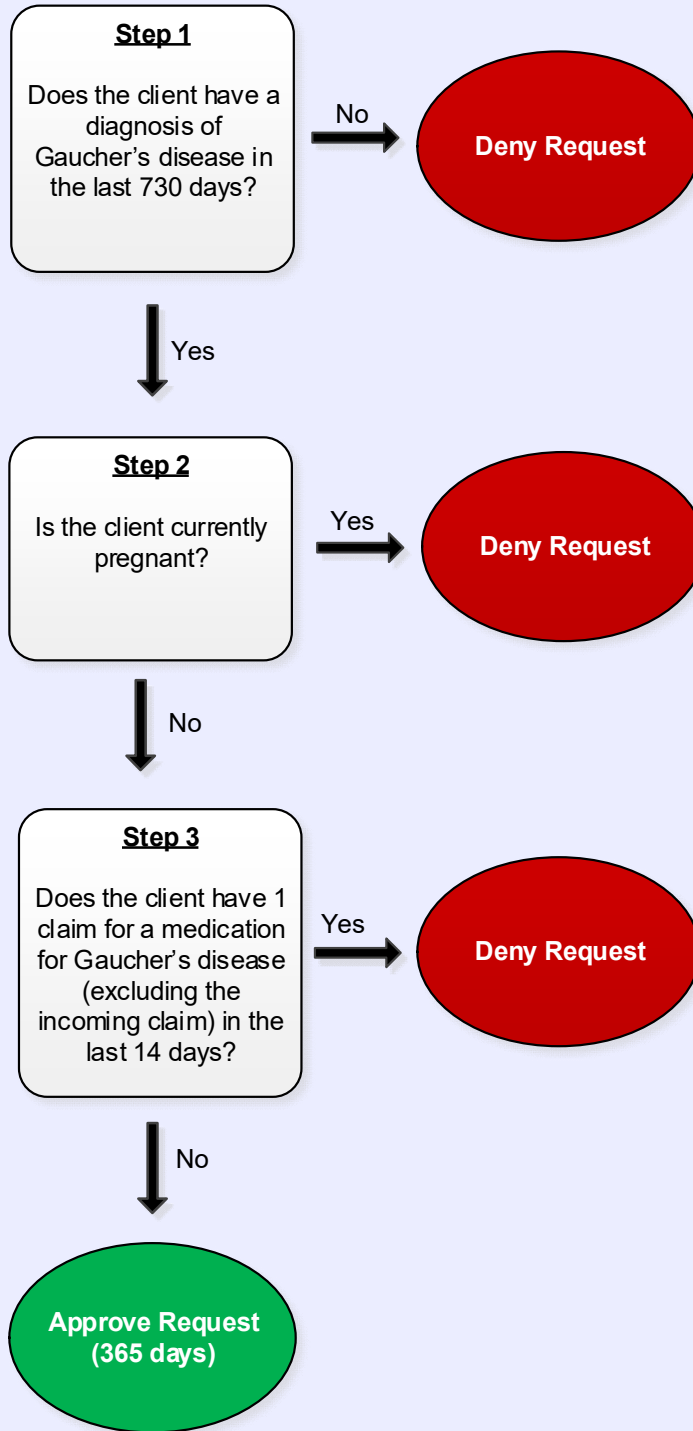 Step 1
Does the client have a
diagnosis of
Gaucher’s disease in
the last 730 days?
No
Deny Request
Yes
Step 2
Is the client currently
pregnant?
Yes
Deny Request
No
Step 3
Does the client have 1
claim for a medication
for Gaucher’s disease
(excluding the
incoming claim) in the
last 14 days?
Yes
Deny Request
No
Approve Request
(365 days)